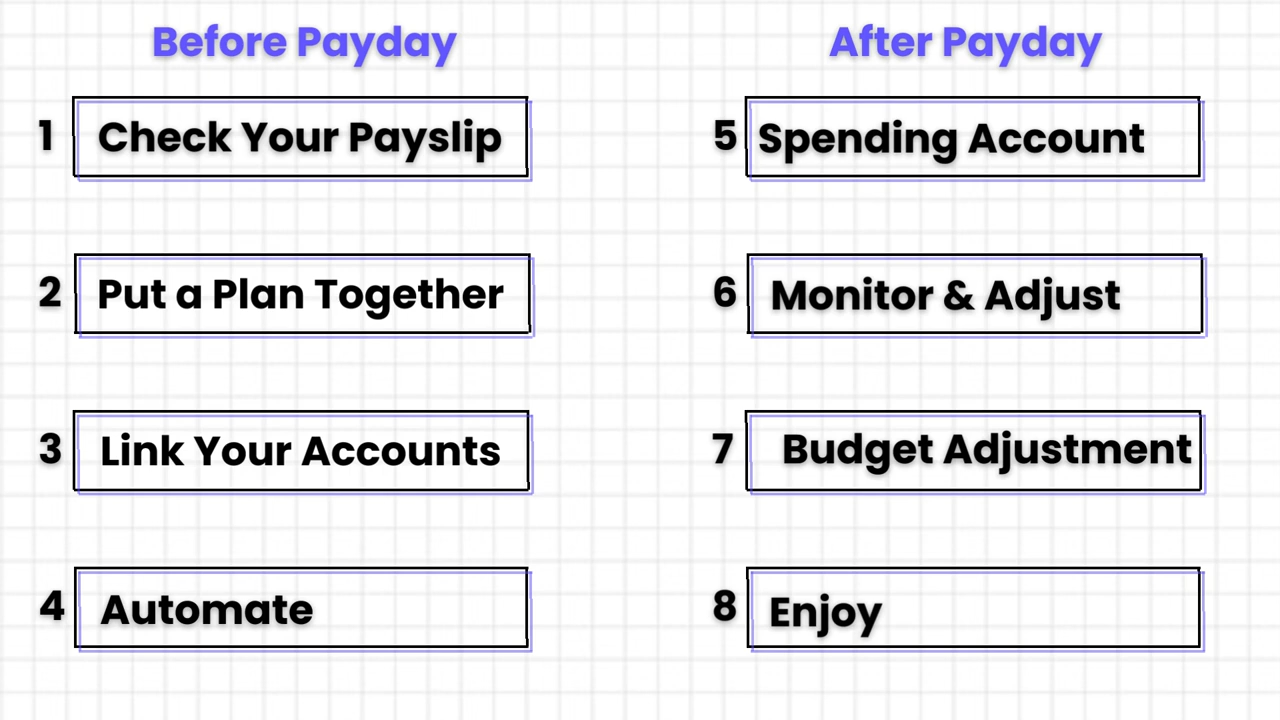 Before Payday
1 Check Your Payslip
2 Put a Plan Together
3 Link Your Accounts
4 Automate
After Payday
5 Spending Account
6 Monitor & Adjust
7 Budget Adjustment
8 Enjoy